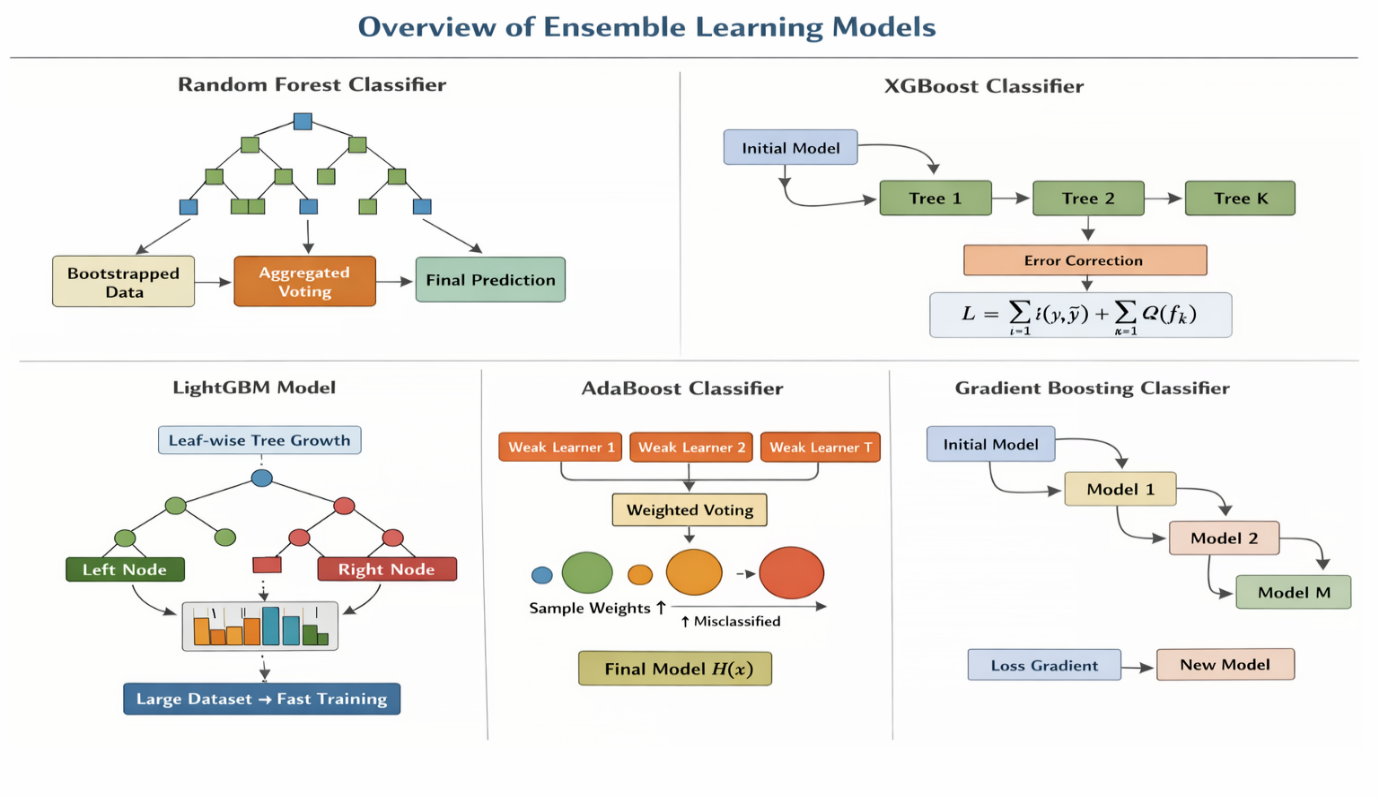 Overview of Ensemble Learning Models
Random Forest Classifier
Bootstrapped
Data
Aggregated
Voting
Final Prediction
XGBoost Classifier
Initial Model
Tree 1
Tree 2
Tree K
Error Correction
L = ∑ i(y,ỹ) + ∑ Q(fₖ)
ι=1 κ=1
LightGBM Model
Leaf-wise Tree Growth
Left Node
Right Node
Large Dataset → Fast Training
AdaBoost Classifier
Weak Learner 1
Weak Learner 2
Weak Learner T
Weighted Voting
Sample Weights ↑
↑ Misclassified
Final Model H(x)
Gradient Boosting Classifier
Initial Model
Model 1
Model 2
Model M
Loss Gradient
New Model